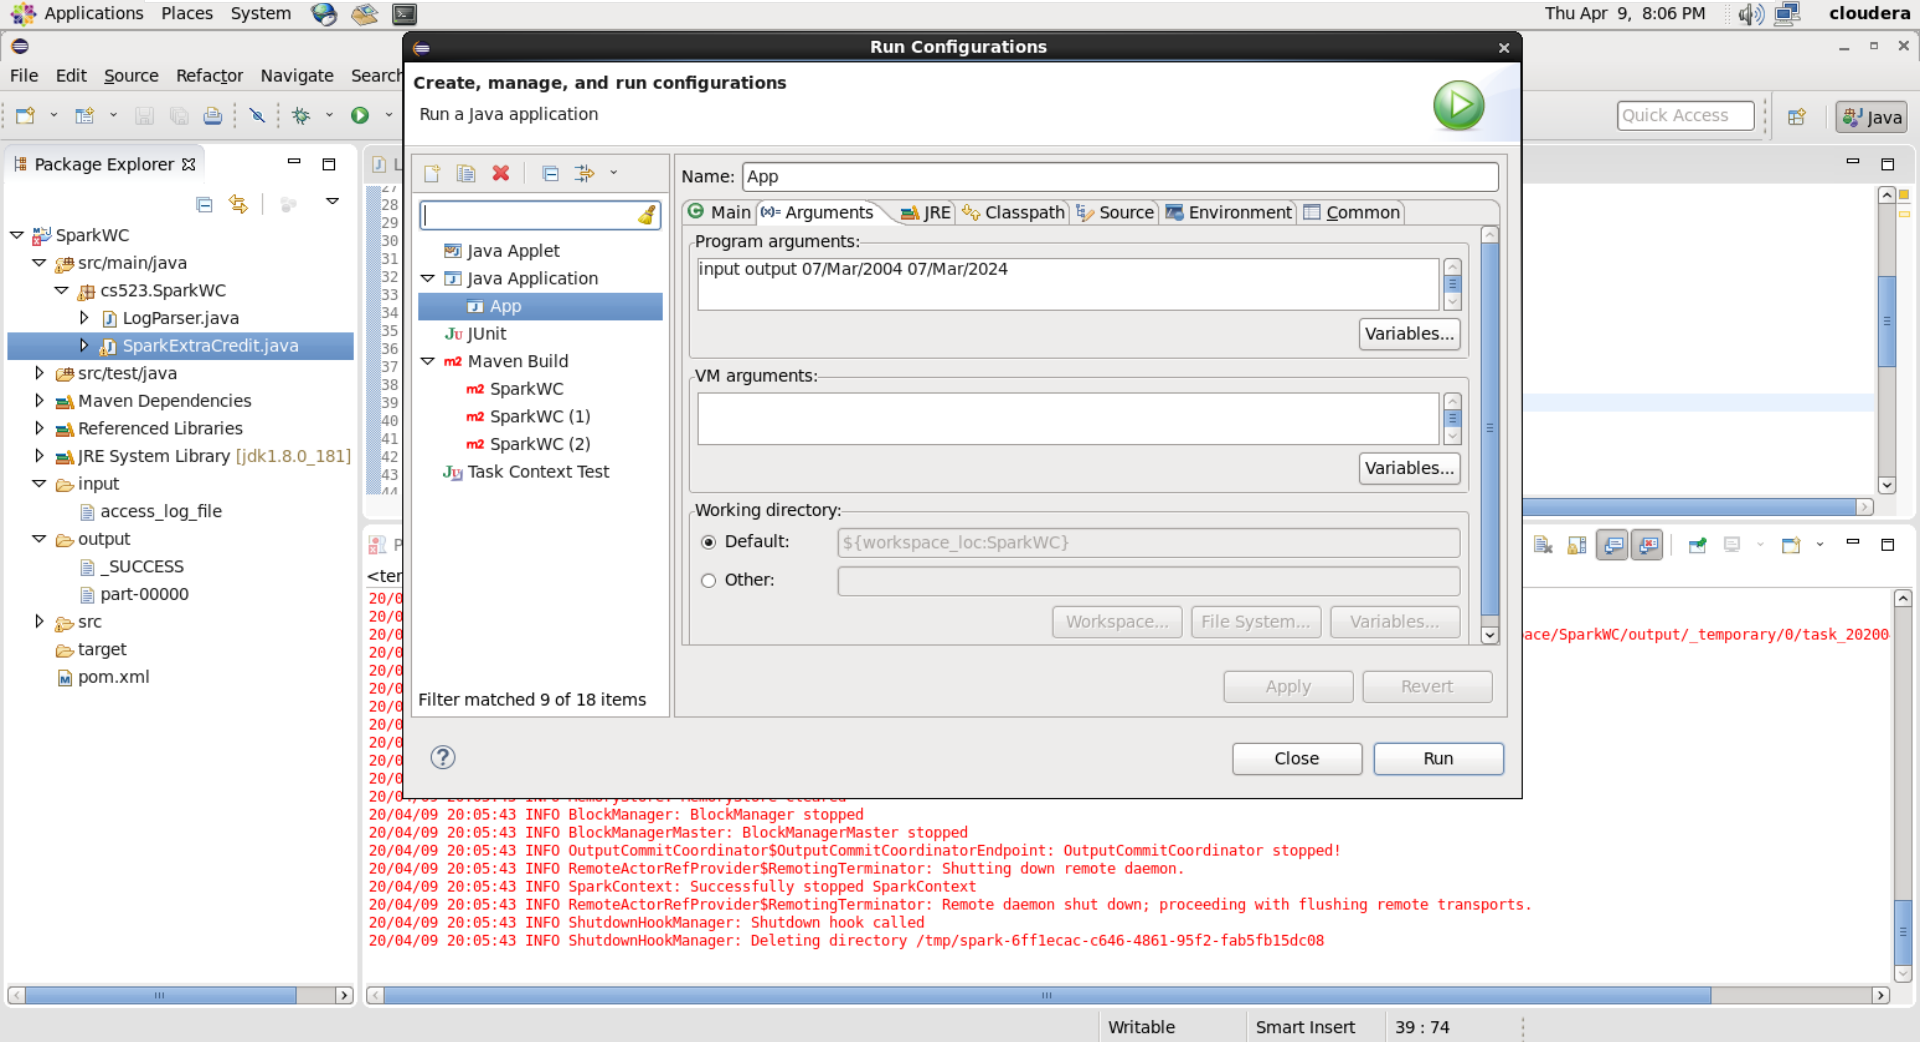 Applications Places System
Thu Apr 9, 8:06 PM
cloudera
Run Configurations
File Edit Source Refactor Navigate Search
Create, manage, and run configurations
Run a Java application
Quick Access
Java
Package Explorer
SparkWC
src/main/java
cs523.SparkWC
LogParser.java
SparkExtraCredit.java
src/test/java
Maven Dependencies
Referenced Libraries
JRE System Library [jdk1.8.0_181]
input
access_log_file
output
_SUCCESS
part-00000
src
target
pom.xml
L
27
28
29
30
31
32
33
34
35
36
37
38
39
40
41
42
43
44
Java Applet
Java Application
App
JUnit
Maven Build
SparkWC
SparkWC (1)
SparkWC (2)
Task Context Test
Filter matched 9 of 18 items
Name: App
Main Arguments JRE Classpath Source Environment Common
Program arguments:
input output 07/Mar/2004 07/Mar/2024
Variables...
VM arguments:
Variables...
Working directory:
Default: ${workspace_loc:SparkWC}
Other:
Workspace... File System... Variables...
Apply Revert
Close Run
P
<ter
20/0
20/0
20/0
ace/SparkWC/output/_temporary/0/task_20200
20/0
20/0
20/0
20/0
20/0
20/0
20/0
20/0
20/04/09 20:05:43 INFO MemoryStore: MemoryStore cleared
20/04/09 20:05:43 INFO BlockManager: BlockManager stopped
20/04/09 20:05:43 INFO BlockManagerMaster: BlockManagerMaster stopped
20/04/09 20:05:43 INFO OutputCommitCoordinator$OutputCommitCoordinatorEndpoint: OutputCommitCoordinator stopped!
20/04/09 20:05:43 INFO RemoteActorRefProvider$RemotingTerminator: Shutting down remote daemon.
20/04/09 20:05:43 INFO SparkContext: Successfully stopped SparkContext
20/04/09 20:05:43 INFO RemoteActorRefProvider$RemotingTerminator: Remote daemon shut down; proceeding with flushing remote transports.
20/04/09 20:05:43 INFO ShutdownHookManager: Shutdown hook called
20/04/09 20:05:43 INFO ShutdownHookManager: Deleting directory /tmp/spark-6ff1ecac-c646-4861-95f2-fab5fb15dc08
Writable Smart Insert 39 : 74